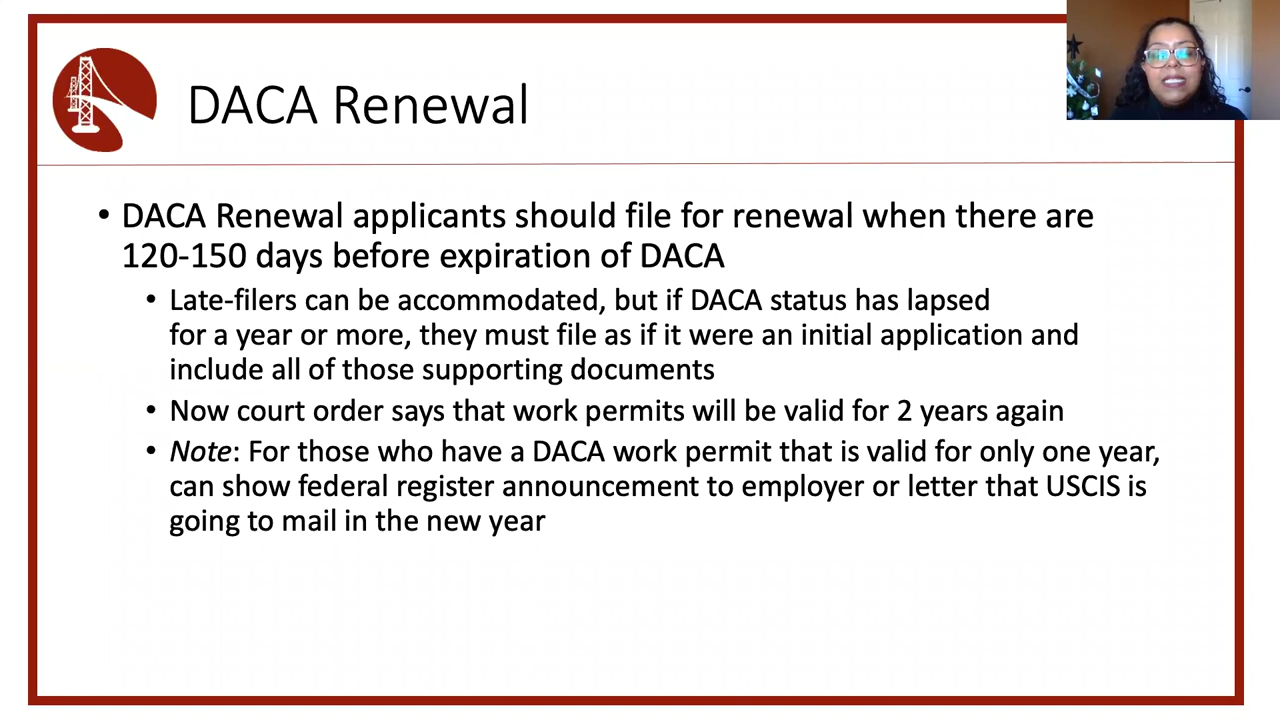 DACA Renewal
• DACA Renewal applicants should file for renewal when there are
120-150 days before expiration of DACA
• Late-filers can be accommodated, but if DACA status has lapsed
for a year or more, they must file as if it were an initial application and
include all of those supporting documents
• Now court order says that work permits will be valid for 2 years again
• Note: For those who have a DACA work permit that is valid for only one year,
can show federal register announcement to employer or letter that USCIS is
going to mail in the new year